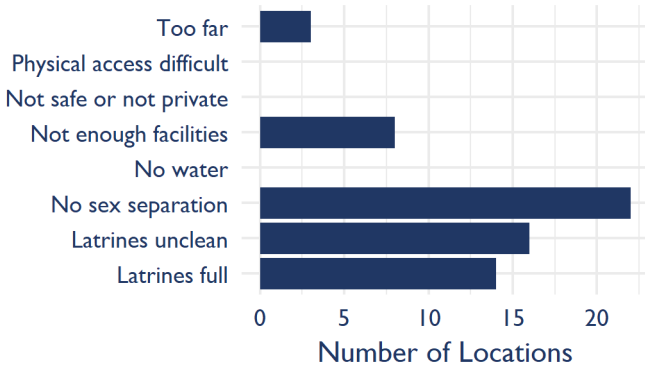 Too far
Physical access difficult
Not safe or not private
Not enough facilities
No water
No sex separation
Latrines unclean
Latrines full
0 5 10 15 20
Number of Locations